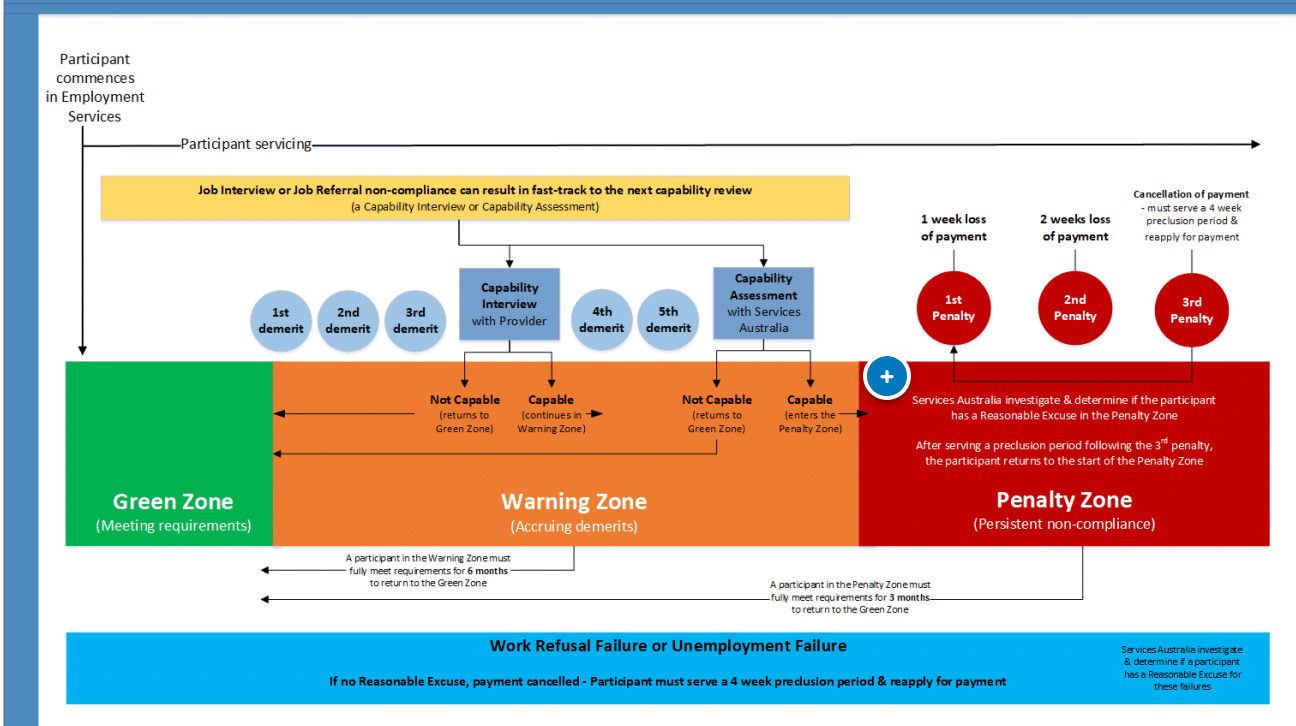 Participant
commences
in Employment
Services
Participant servicing
Job Interview or Job Referral non-compliance can result in fast-track to the next capability review
(a Capability Interview or Capability Assessment)
1st
demerit
2nd
demerit
3rd
demerit
Capability
Interview
with Provider
4th
demerit
5th
demerit
Capability
Assessment
with Services
Australia
1 week loss
of payment
2 weeks loss
of payment
Cancellation of payment
- must serve a 4 week
preclusion period &
reapply for payment
1st
Penalty
2nd
Penalty
3rd
Penalty
+
Not Capable
(returns to
Green Zone)
Capable
(continues in
Warning Zone)
Not Capable
(returns to
Green Zone)
Capable
(enters the
Penalty Zone)
Services Australia investigate & determine if the participant
has a Reasonable Excuse in the Penalty Zone
After serving a preclusion period following the 3rd penalty,
the participant returns to the start of the Penalty Zone
Green Zone
(Meeting requirements)
Warning Zone
(Accruing demerits)
Penalty Zone
(Persistent non-compliance)
A participant in the Warning Zone must
fully meet requirements for 6 months
to return to the Green Zone
A participant in the Penalty Zone must
fully meet requirements for 3 months
to return to the Green Zone
Work Refusal Failure or Unemployment Failure
If no Reasonable Excuse, payment cancelled - Participant must serve a 4 week preclusion period & reapply for payment
Services Australia investigate
& determine if a participant
has a Reasonable Excuse for
these failures